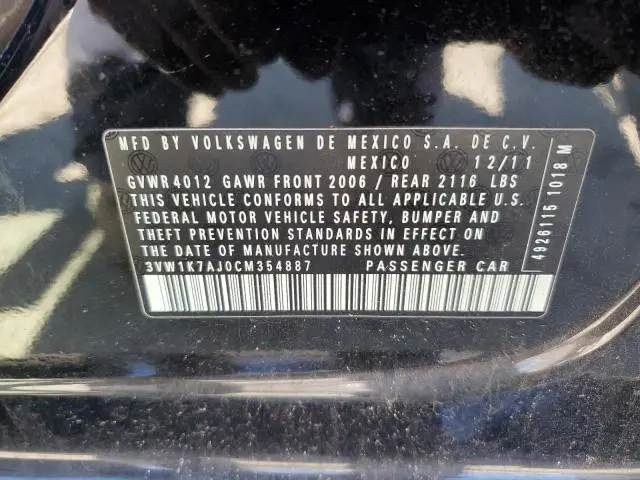 MFD BY VOLKSWAGEN DE MEXICO S.A. DE C.V.
MEXICO 12/11
GVWR 4012 GAWR FRONT 2006 / REAR 2116 LBS
THIS VEHICLE CONFORMS TO ALL APPLICABLE U.S.
FEDERAL MOTOR VEHICLE SAFETY, BUMPER AND
THEFT PREVENTION STANDARDS IN EFFECT ON
THE DATE OF MANUFACTURE SHOWN ABOVE.
3VW1K7AJ0CM354887 PASSENGER CAR
4926115 1018 M